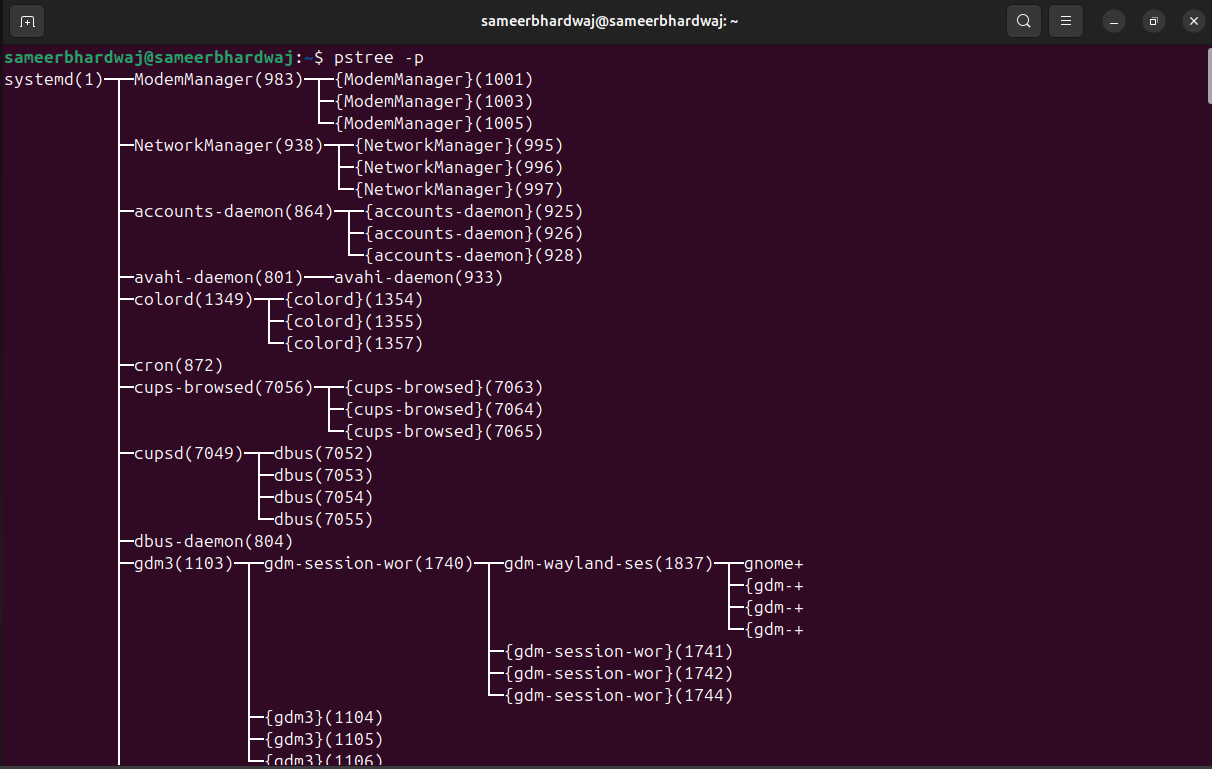 sameerbhardwaj@sameerbhardwaj: ~
sameerbhardwaj@sameerbhardwaj:~$ pstree -p
systemd(1)─┬─ModemManager(983)─┬─{ModemManager}(1001)
           │                   ├─{ModemManager}(1003)
           │                   └─{ModemManager}(1005)
           ├─NetworkManager(938)─┬─{NetworkManager}(995)
           │                     ├─{NetworkManager}(996)
           │                     └─{NetworkManager}(997)
           ├─accounts-daemon(864)─┬─{accounts-daemon}(925)
           │                      ├─{accounts-daemon}(926)
           │                      └─{accounts-daemon}(928)
           ├─avahi-daemon(801)───avahi-daemon(933)
           ├─colord(1349)─┬─{colord}(1354)
           │              ├─{colord}(1355)
           │              └─{colord}(1357)
           ├─cron(872)
           ├─cups-browsed(7056)─┬─{cups-browsed}(7063)
           │                    ├─{cups-browsed}(7064)
           │                    └─{cups-browsed}(7065)
           ├─cupsd(7049)─┬─dbus(7052)
           │             ├─dbus(7053)
           │             ├─dbus(7054)
           │             └─dbus(7055)
           ├─dbus-daemon(804)
           ├─gdm3(1103)─┬─gdm-session-wor(1740)─┬─gdm-wayland-ses(1837)─┬─gnome+
           │            │                       │                       ├─{gdm-+
           │            │                       │                       ├─{gdm-+
           │            │                       │                       └─{gdm-+
           │            │                       ├─{gdm-session-wor}(1741)
           │            │                       ├─{gdm-session-wor}(1742)
           │            │                       └─{gdm-session-wor}(1744)
           │            ├─{gdm3}(1104)
           │            ├─{gdm3}(1105)
           │            └─{gdm3}(1106)